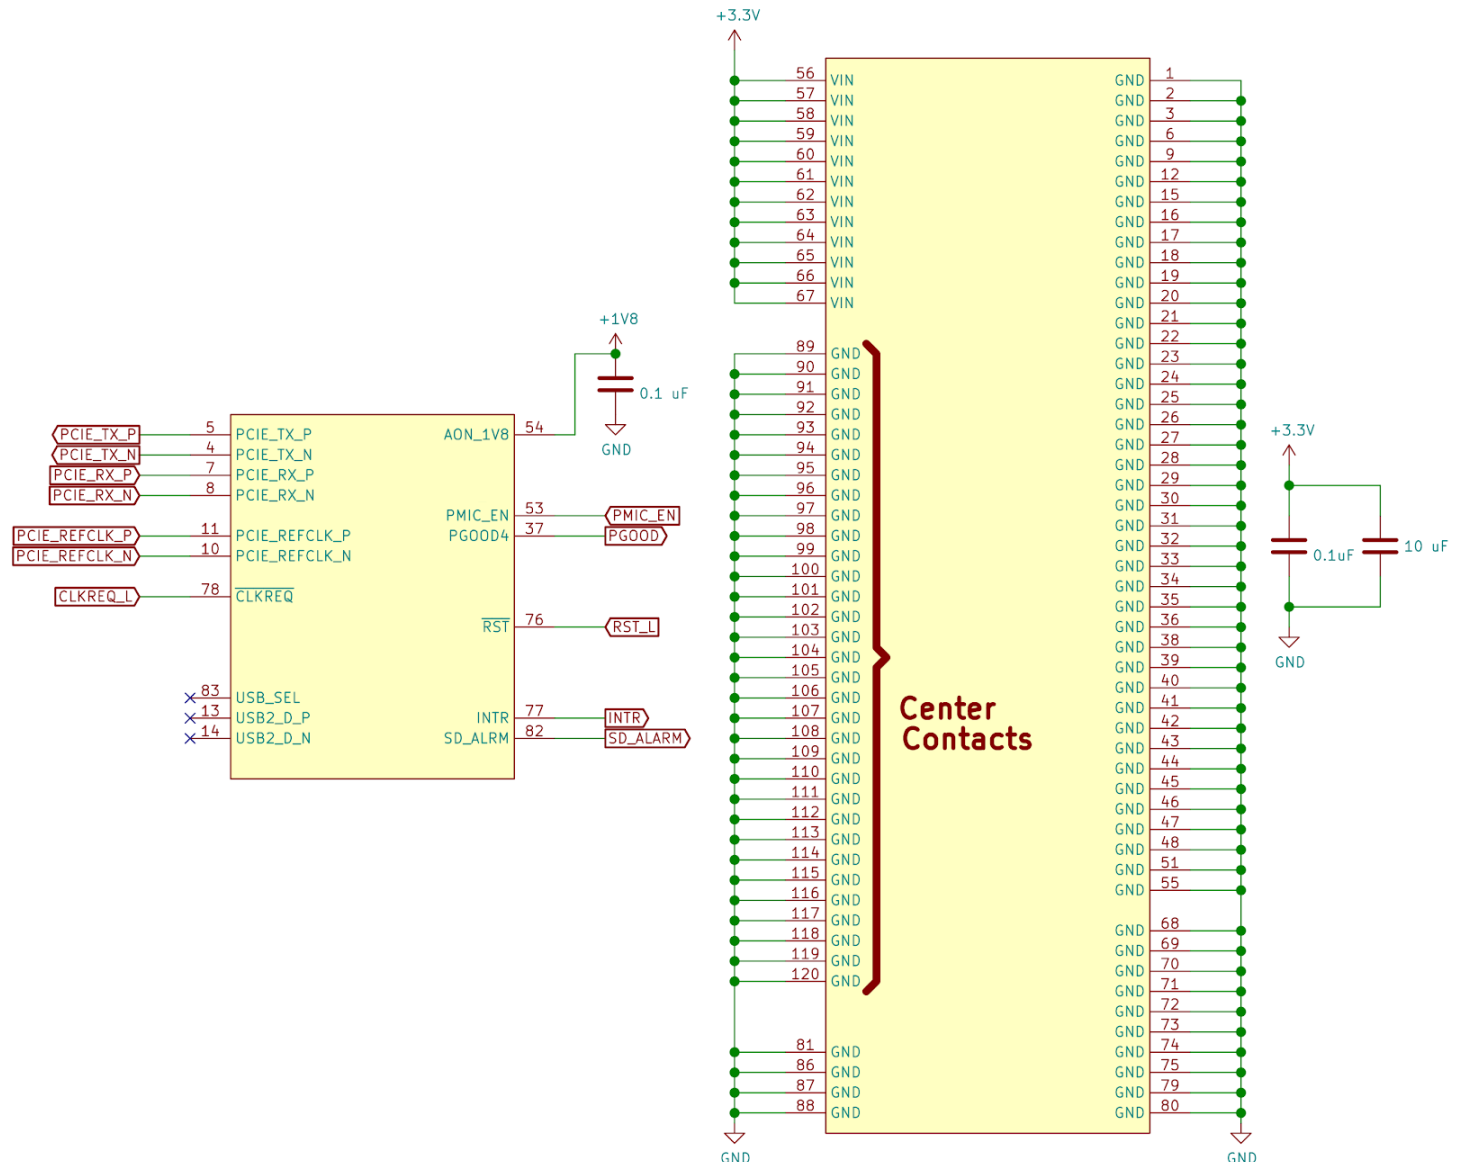 +3.3V
56 VIN GND 1
57 VIN GND 2
58 VIN GND 3
59 VIN GND 6
60 VIN GND 9
61 VIN GND 12
62 VIN GND 15
63 VIN GND 16
64 VIN GND 17
65 VIN GND 18
66 VIN GND 19
67 VIN GND 20
GND 21
+1V8
GND 22
89 GND GND 23
90 GND GND 24
0.1 uF
91 GND GND 25
92 GND GND 26
PCIE_TX_P 5 PCIE_TX_P AON_1V8 54
93 GND GND 27
+3.3V
GND
PCIE_TX_N 4 PCIE_TX_N
94 GND GND 28
PCIE_RX_P 7 PCIE_RX_P
95 GND GND 29
PCIE_RX_N 8 PCIE_RX_N
96 GND GND 30
PMIC_EN 53 PMIC_EN
97 GND GND 31
PCIE_REFCLK_P 11 PCIE_REFCLK_P PGOOD4 37 PGOOD
98 GND GND 32
0.1uF 10 uF
PCIE_REFCLK_N 10 PCIE_REFCLK_N
99 GND GND 33
100 GND GND 34
CLKREQ_L 78 CLKREQ
101 GND GND 35
102 GND GND 36
RST 76 RST_L
103 GND GND 38
104 GND GND 39
GND
105 GND GND 40
83 USB_SEL
106 GND GND 41
13 USB2_D_P INTR 77 INTR
107 GND GND 42
14 USB2_D_N SD_ALRM 82 SD_ALARM
108 GND GND 43
Center
Contacts
109 GND GND 44
110 GND GND 45
111 GND GND 46
112 GND GND 47
113 GND GND 48
114 GND GND 51
115 GND GND 55
116 GND
117 GND GND 68
118 GND GND 69
119 GND GND 70
120 GND GND 71
GND 72
GND 73
81 GND GND 74
86 GND GND 75
87 GND GND 79
88 GND GND 80
GND GND